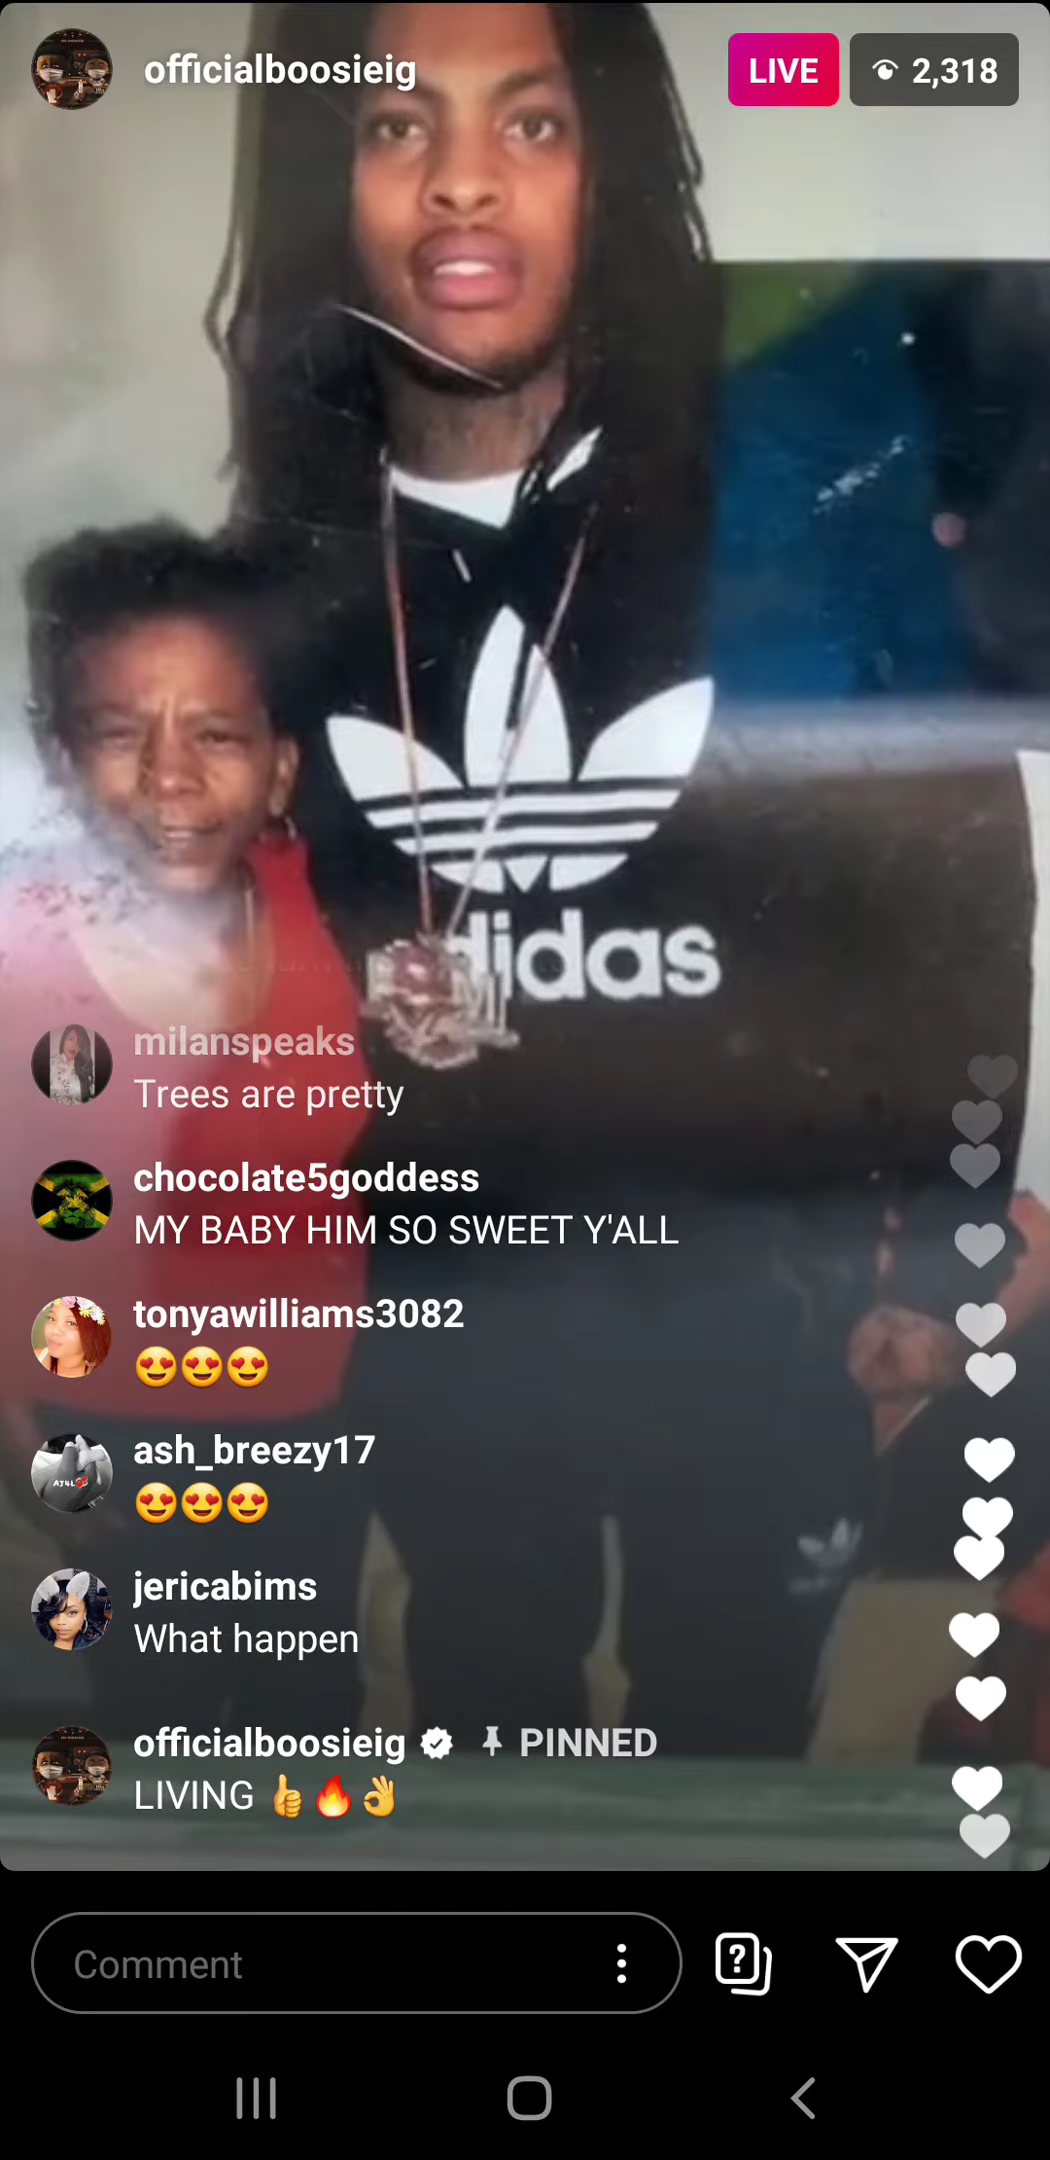 officialboosieig
LIVE
2,318
adidas
milanspeaks
Trees are pretty
chocolate5goddess
MY BABY HIM SO SWEET Y'ALL
tonyawilliams3082
😍😍😍
ash_breezy17
😍😍😍
jericabims
What happen
officialboosieig PINNED
LIVING 👍🔥👌
Comment